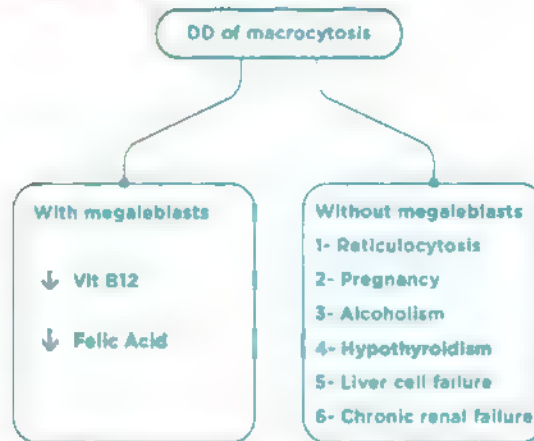 DD of macrocytosis
With megaleblasts
↓ Vit B12
↓ Felic Acid
Without megaleblasts
1- Reticulocytosis
2- Pregnancy
3- Alcoholism
4- Hypothyroidism
5- Liver cell failure
6- Chronic renal failure